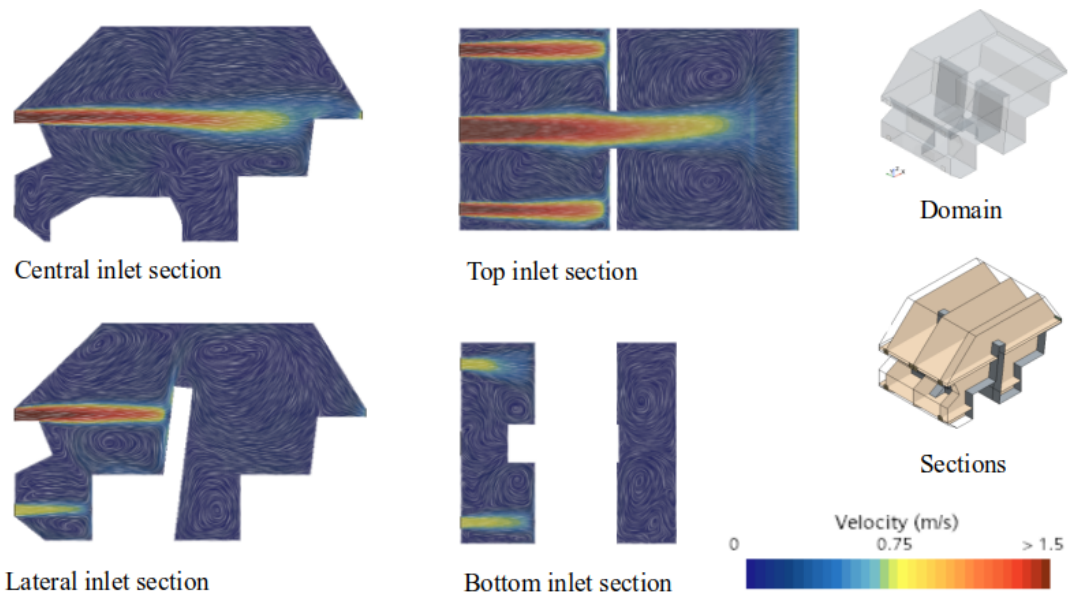 Central inlet section
Top inlet section
Domain
Lateral inlet section
Bottom inlet section
Sections
Velocity (m/s)
0 0.75 > 1.5